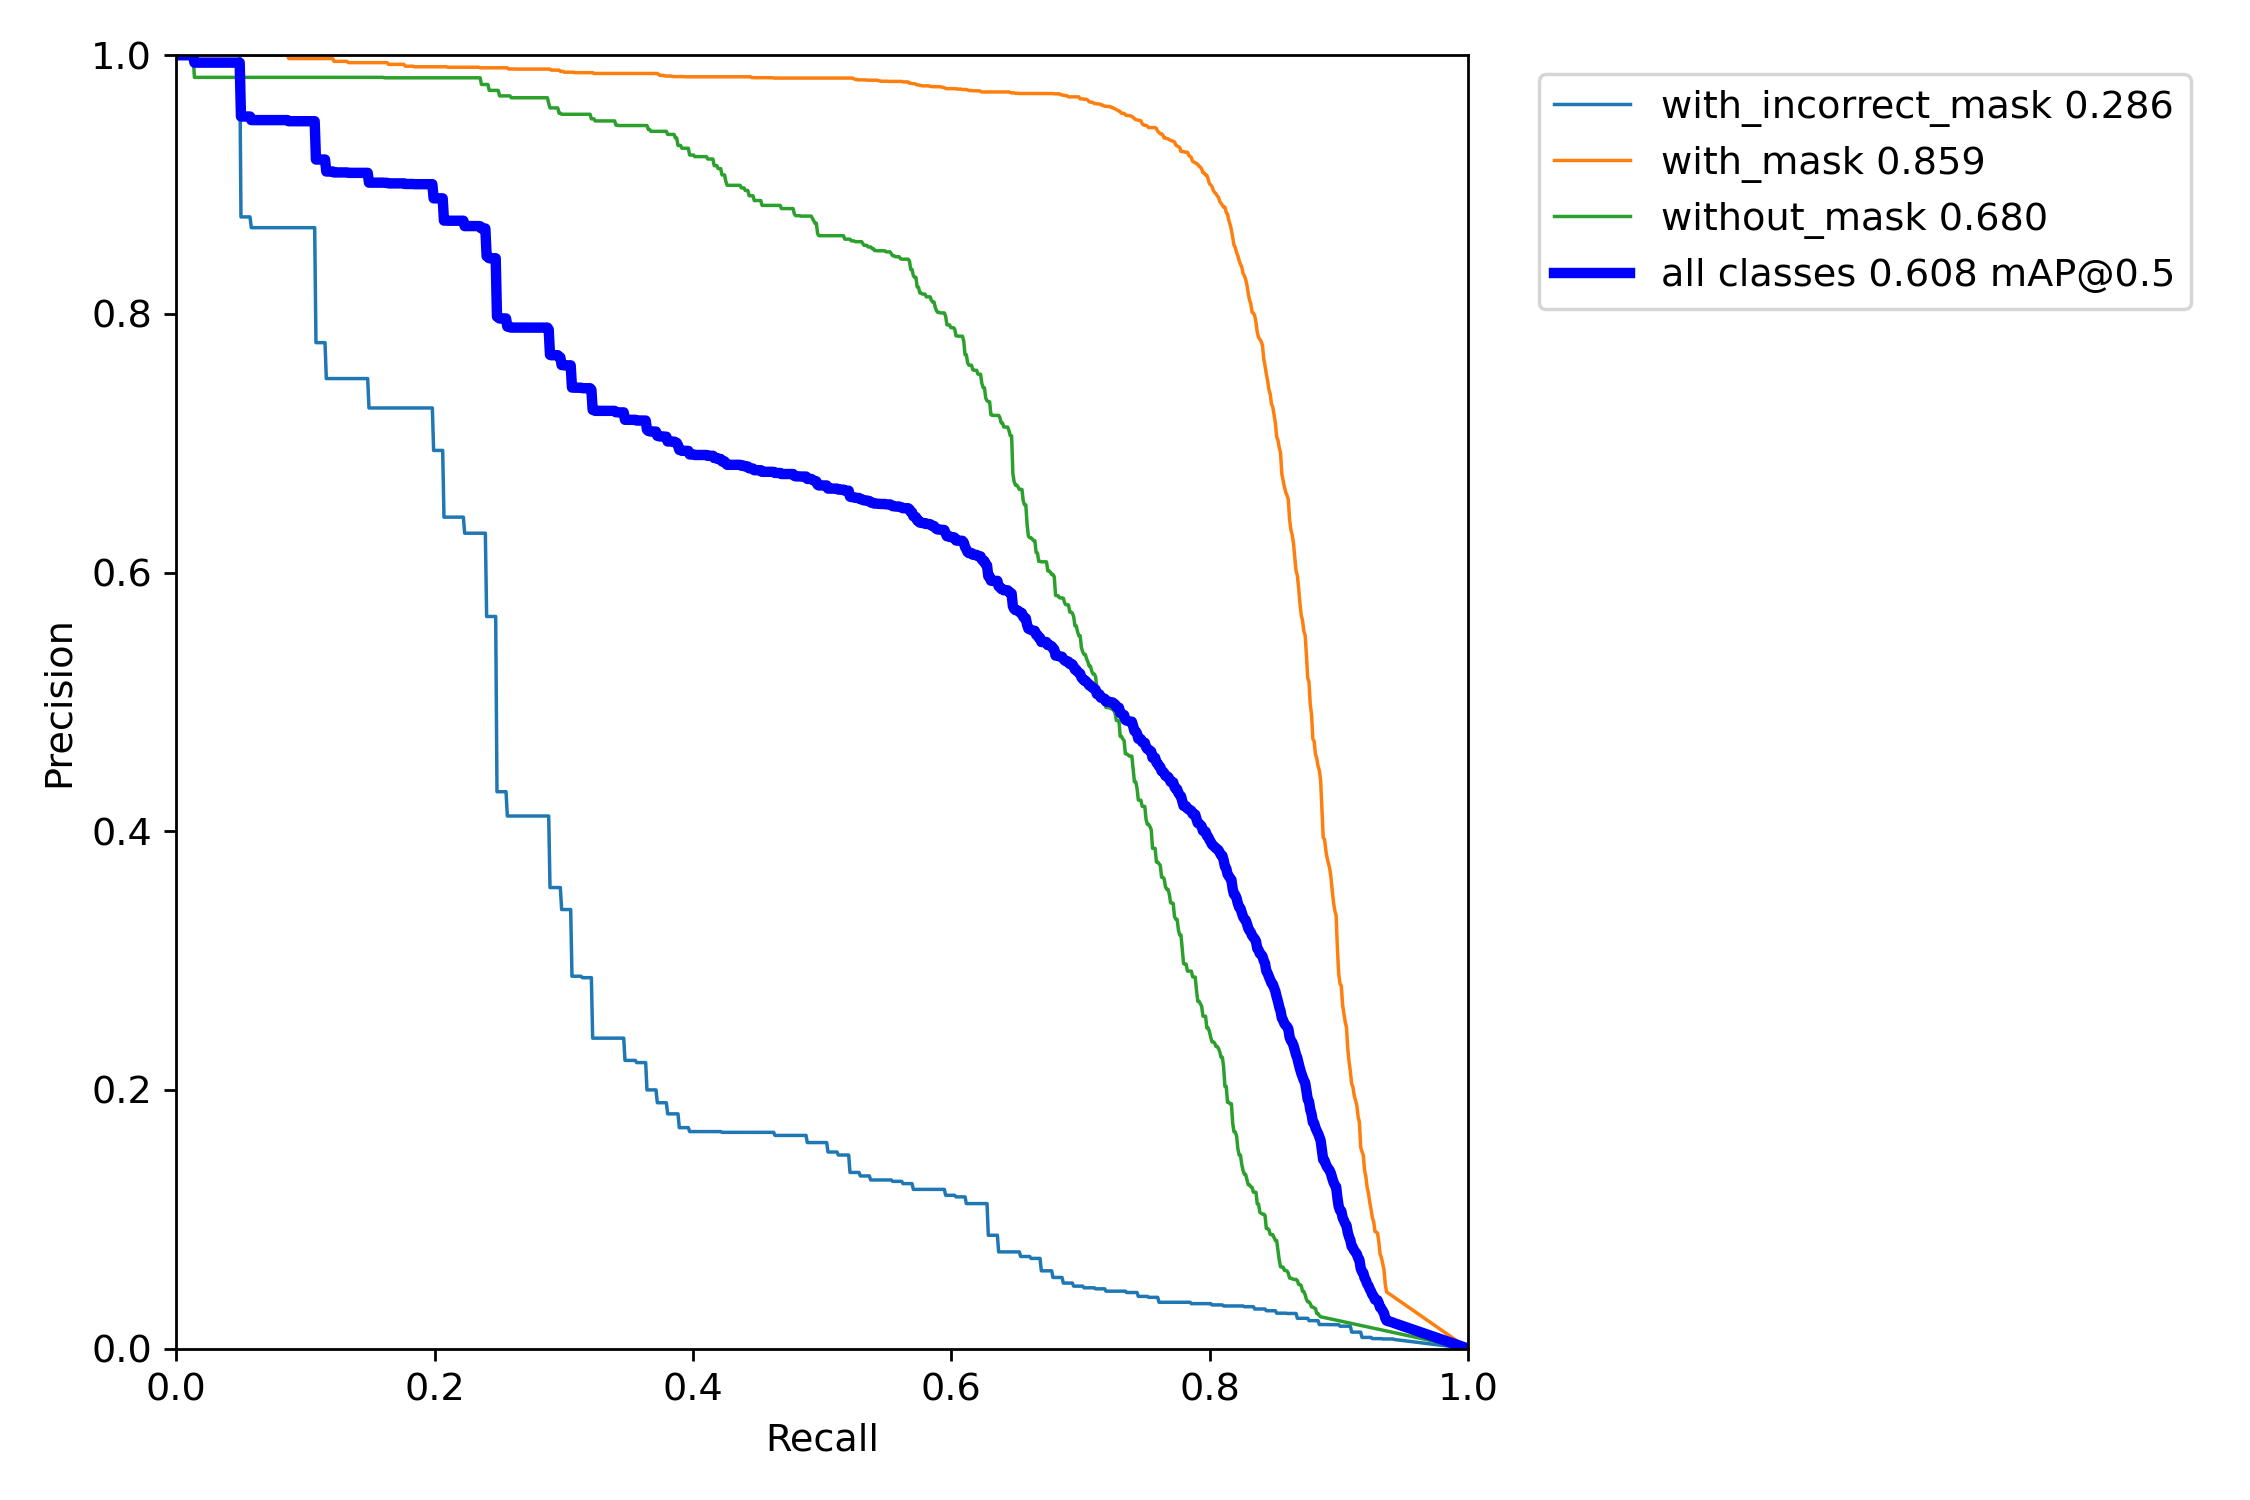 1.0
0.8
0.6
0.4
0.2
0.0
Precision
0.0 0.2 0.4 0.6 0.8 1.0
Recall
with_incorrect_mask 0.286
with_mask 0.859
without_mask 0.680
all classes 0.608 mAP@0.5